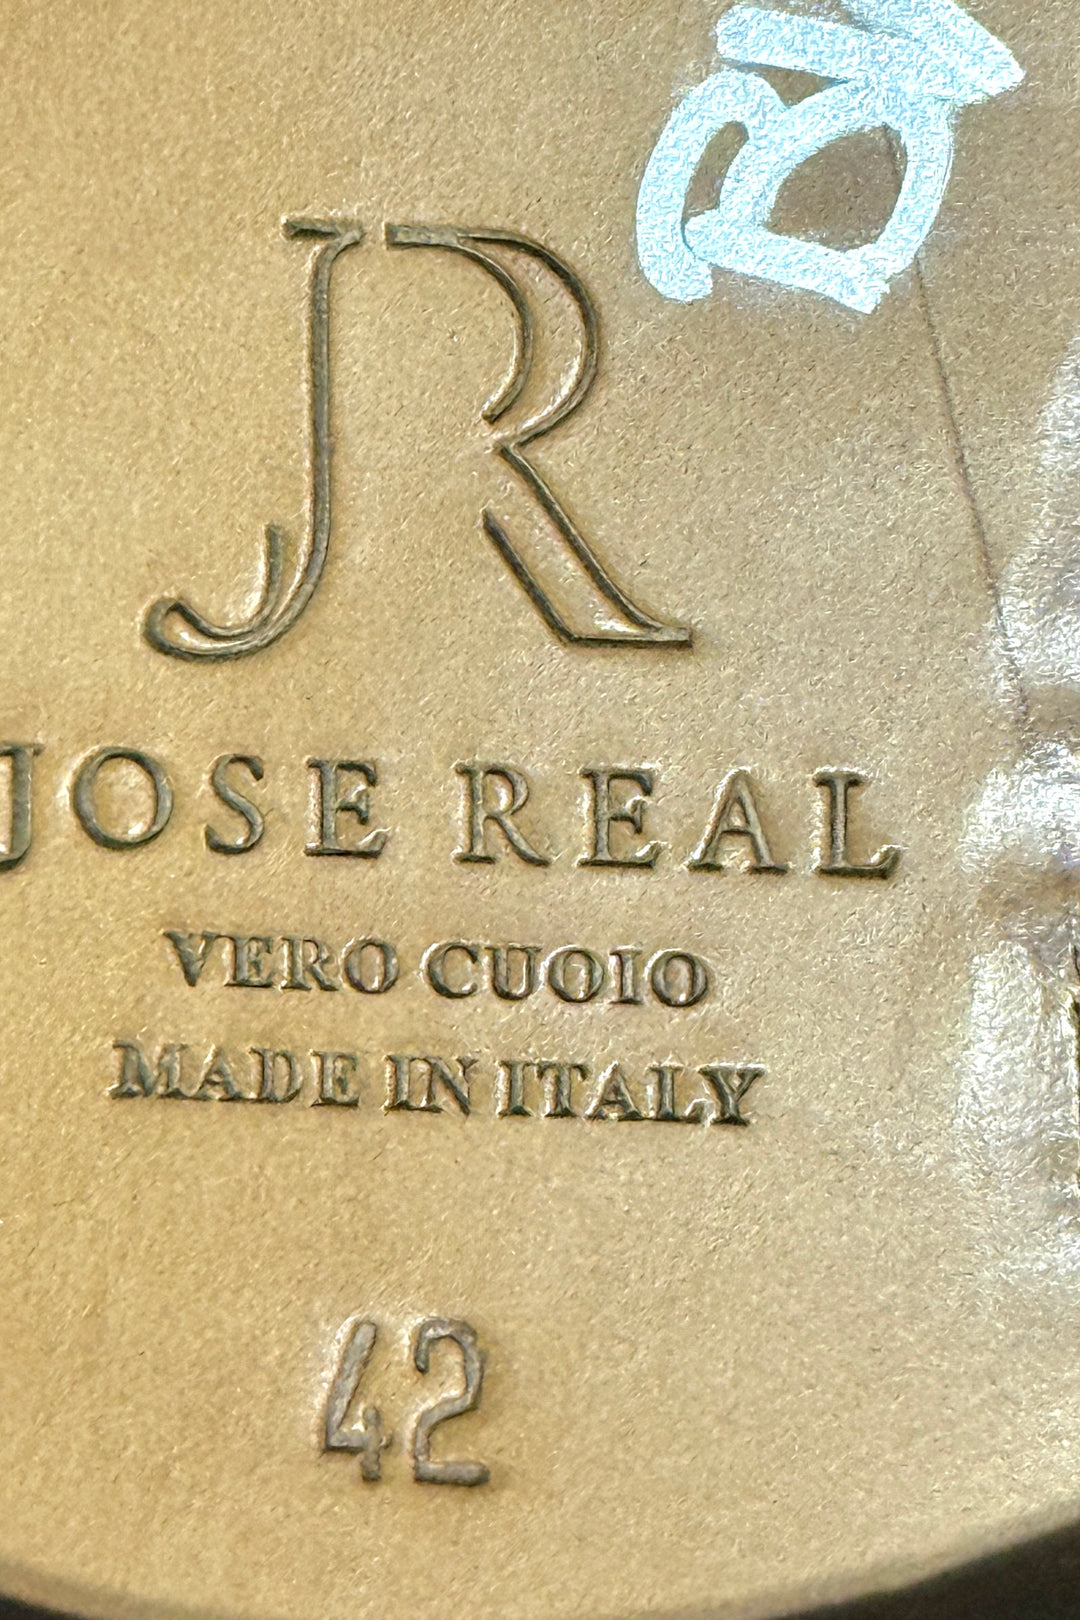 JR
JOSE REAL
VERO CUOIO
MADE IN ITALY
42